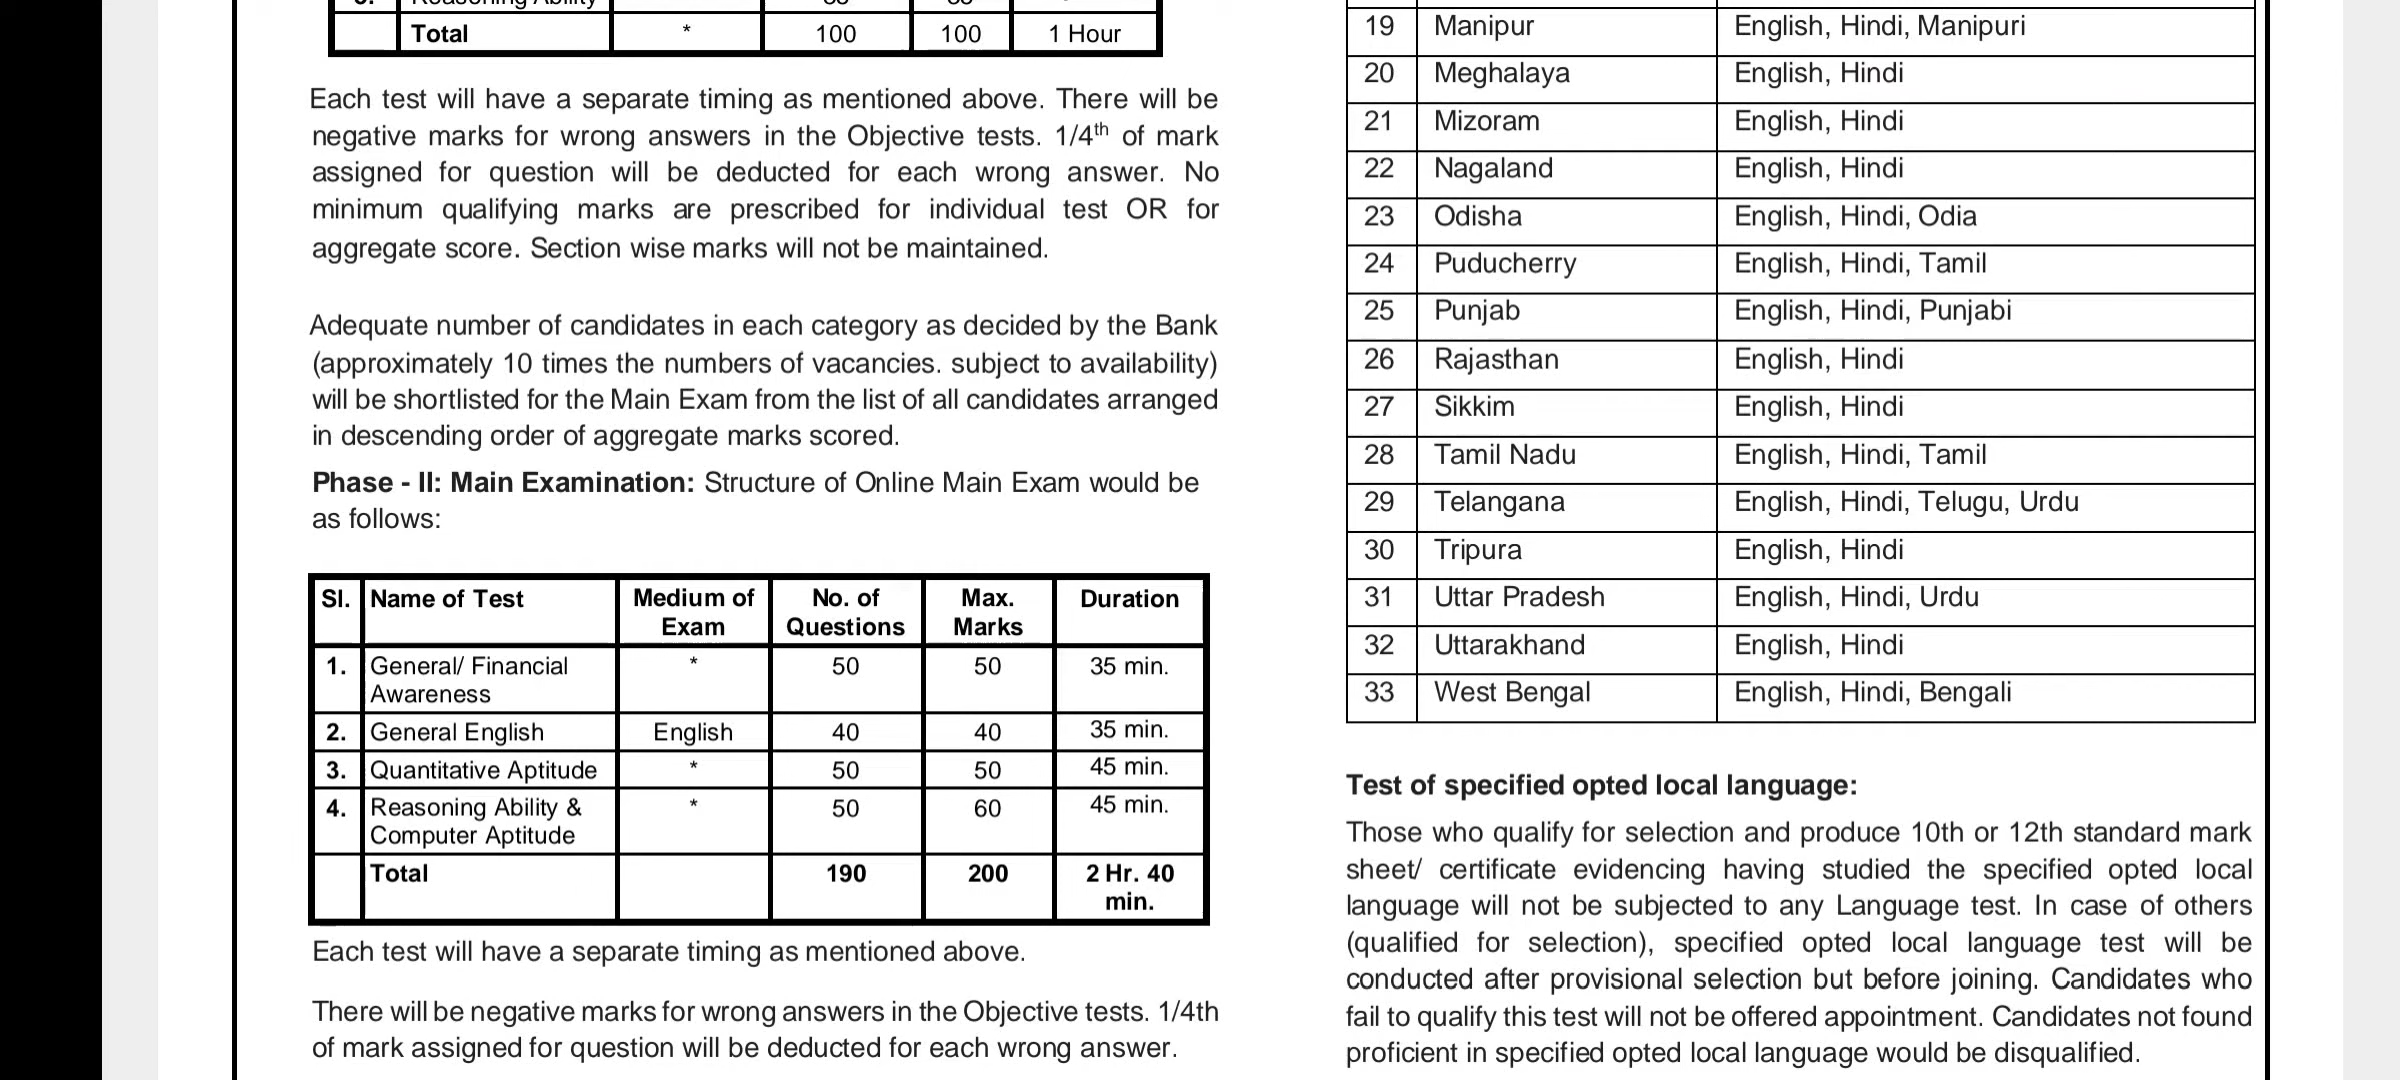 Total * 100 100 1 Hour
Each test will have a separate timing as mentioned above. There will be
negative marks for wrong answers in the Objective tests. 1/4th of mark
assigned for question will be deducted for each wrong answer. No
minimum qualifying marks are prescribed for individual test OR for
aggregate score. Section wise marks will not be maintained.
Adequate number of candidates in each category as decided by the Bank
(approximately 10 times the numbers of vacancies. subject to availability)
will be shortlisted for the Main Exam from the list of all candidates arranged
in descending order of aggregate marks scored.
Phase - II: Main Examination: Structure of Online Main Exam would be
as follows:
Sl. Name of Test Medium of Exam No. of Questions Max. Marks Duration
1. General/ Financial Awareness * 50 50 35 min.
2. General English English 40 40 35 min.
3. Quantitative Aptitude * 50 50 45 min.
4. Reasoning Ability & Computer Aptitude * 50 60 45 min.
Total 190 200 2 Hr. 40 min.
Each test will have a separate timing as mentioned above.
There will be negative marks for wrong answers in the Objective tests. 1/4th
of mark assigned for question will be deducted for each wrong answer.
19 Manipur English, Hindi, Manipuri
20 Meghalaya English, Hindi
21 Mizoram English, Hindi
22 Nagaland English, Hindi
23 Odisha English, Hindi, Odia
24 Puducherry English, Hindi, Tamil
25 Punjab English, Hindi, Punjabi
26 Rajasthan English, Hindi
27 Sikkim English, Hindi
28 Tamil Nadu English, Hindi, Tamil
29 Telangana English, Hindi, Telugu, Urdu
30 Tripura English, Hindi
31 Uttar Pradesh English, Hindi, Urdu
32 Uttarakhand English, Hindi
33 West Bengal English, Hindi, Bengali
Test of specified opted local language:
Those who qualify for selection and produce 10th or 12th standard mark
sheet/ certificate evidencing having studied the specified opted local
language will not be subjected to any Language test. In case of others
(qualified for selection), specified opted local language test will be
conducted after provisional selection but before joining. Candidates who
fail to qualify this test will not be offered appointment. Candidates not found
proficient in specified opted local language would be disqualified.